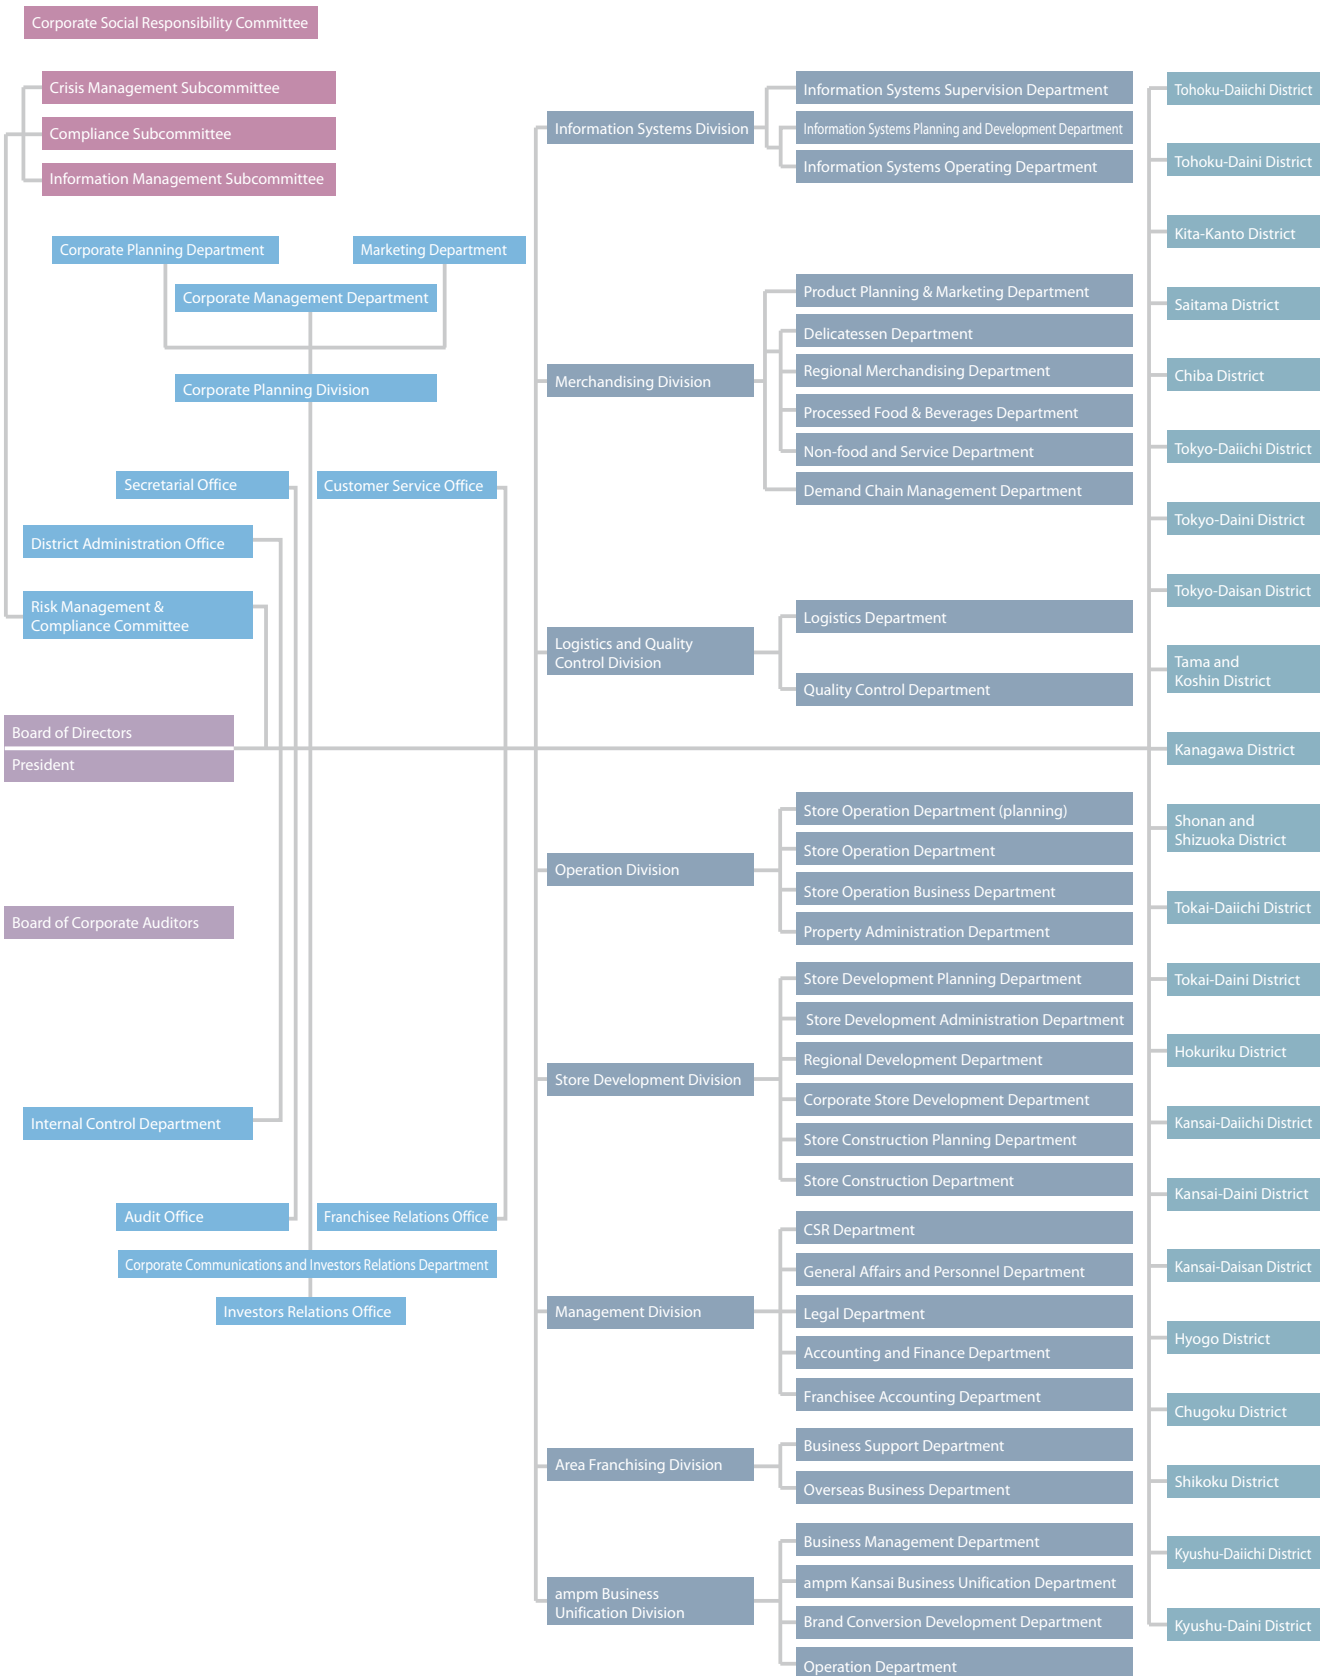 Corporate Social Responsibility Committee
Crisis Management Subcommittee
Compliance Subcommittee
Information Management Subcommittee
Corporate Planning Department
Marketing Department
Corporate Management Department
Corporate Planning Division
Secretarial Office
Customer Service Office
District Administration Office
Risk Management &
Compliance Committee
Board of Directors
President
Board of Corporate Auditors
Internal Control Department
Audit Office
Franchisee Relations Office
Corporate Communications and Investors Relations Department
Investors Relations Office
Information Systems Division
Information Systems Supervision Department
Information Systems Planning and Development Department
Information Systems Operating Department
Merchandising Division
Product Planning & Marketing Department
Delicatessen Department
Regional Merchandising Department
Processed Food & Beverages Department
Non-food and Service Department
Demand Chain Management Department
Logistics and Quality
Control Division
Logistics Department
Quality Control Department
Operation Division
Store Operation Department (planning)
Store Operation Department
Store Operation Business Department
Property Administration Department
Store Development Division
Store Development Planning Department
Store Development Administration Department
Regional Development Department
Corporate Store Development Department
Store Construction Planning Department
Store Construction Department
Management Division
CSR Department
General Affairs and Personnel Department
Legal Department
Accounting and Finance Department
Franchisee Accounting Department
Area Franchising Division
Business Support Department
Overseas Business Department
ampm Business
Unification Division
Business Management Department
ampm Kansai Business Unification Department
Brand Conversion Development Department
Operation Department
Tohoku-Daiichi District
Tohoku-Daini District
Kita-Kanto District
Saitama District
Chiba District
Tokyo-Daiichi District
Tokyo-Daini District
Tokyo-Daisan District
Tama and
Koshin District
Kanagawa District
Shonan and
Shizuoka District
Tokai-Daiichi District
Tokai-Daini District
Hokuriku District
Kansai-Daiichi District
Kansai-Daini District
Kansai-Daisan District
Hyogo District
Chugoku District
Shikoku District
Kyushu-Daiichi District
Kyushu-Daini District